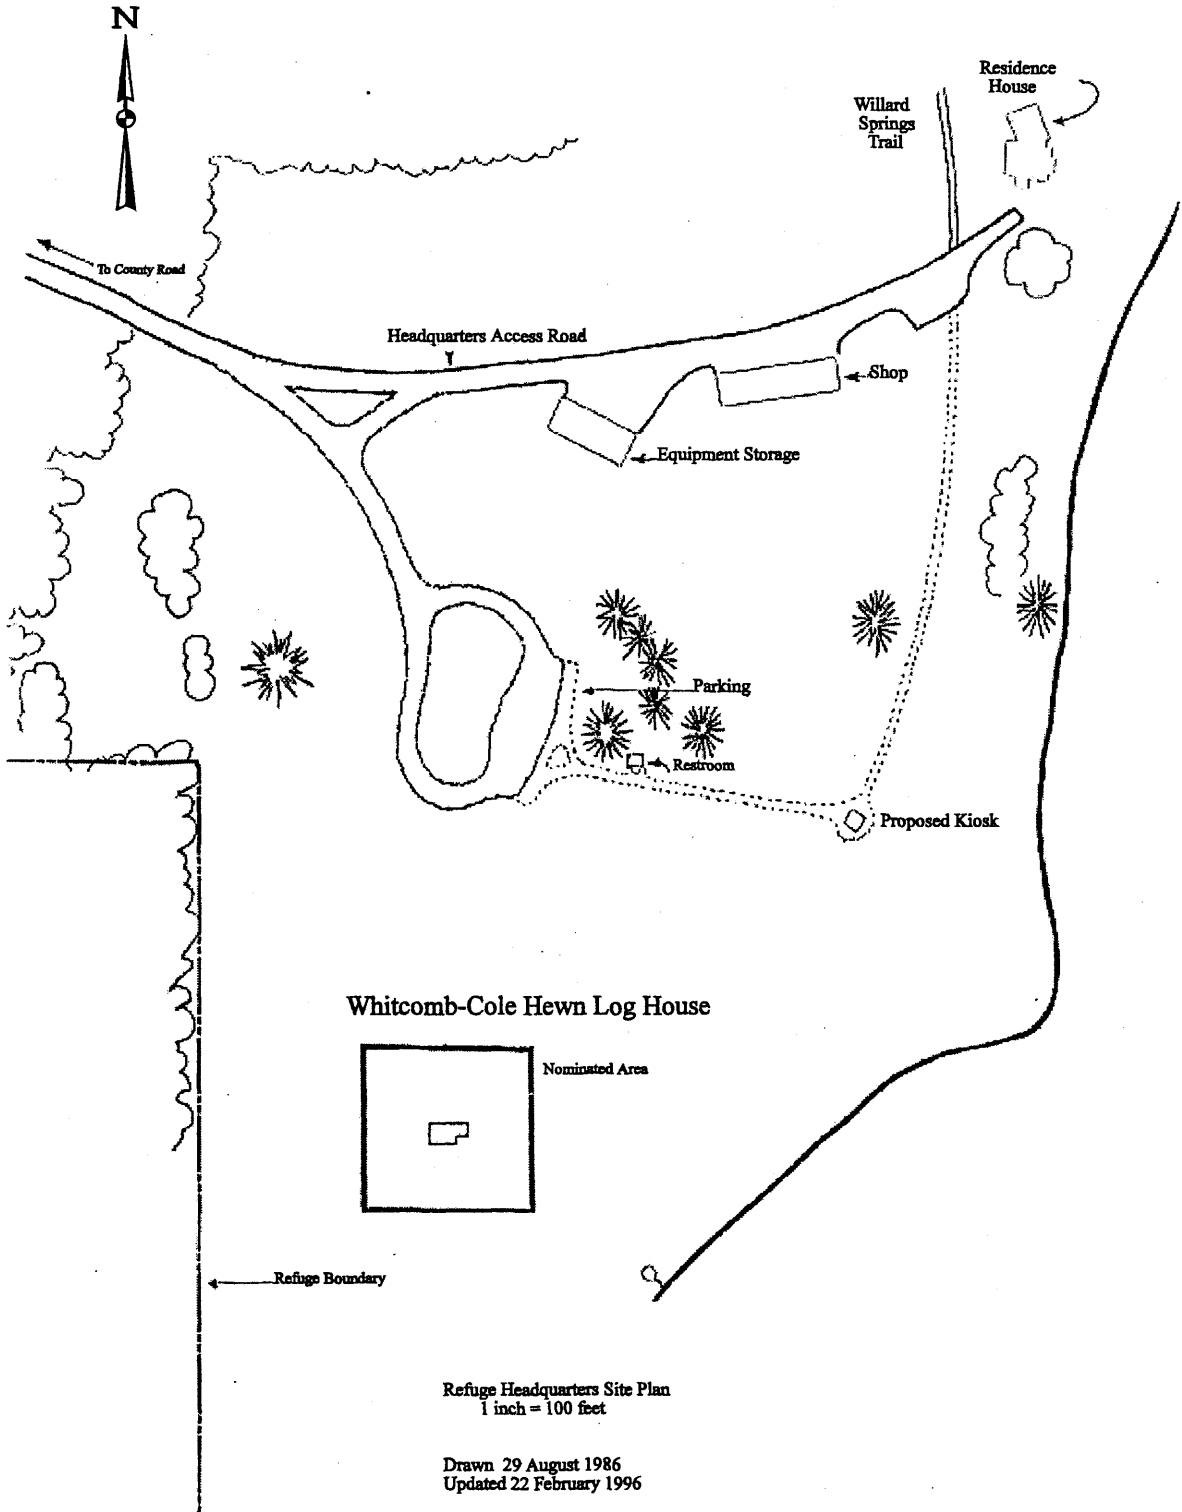 N
Residence
House
Willard
Springs
Trail
To County Road
Headquarters Access Road
Shop
Equipment Storage
Parking
Restroom
Proposed Kiosk
Whitcomb-Cole Hewn Log House
Nominated Area
Refuge Boundary
Refuge Headquarters Site Plan
1 inch = 100 feet
Drawn 29 August 1986
Updated 22 February 1996